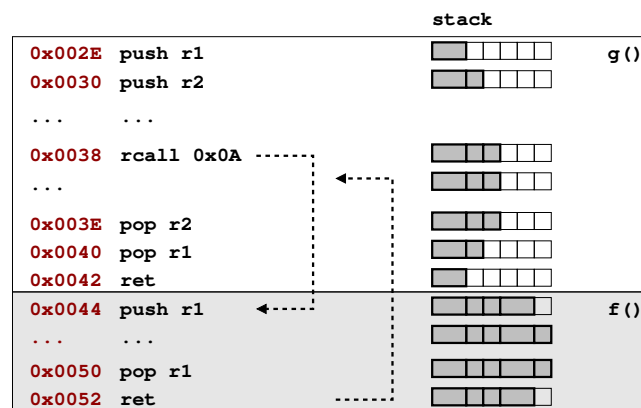 stack
0x002E push r1 g()
0x0030 push r2
... ...
0x0038 rcall 0x0A
...
0x003E pop r2
0x0040 pop r1
0x0042 ret
0x0044 push r1 f()
... ...
0x0050 pop r1
0x0052 ret